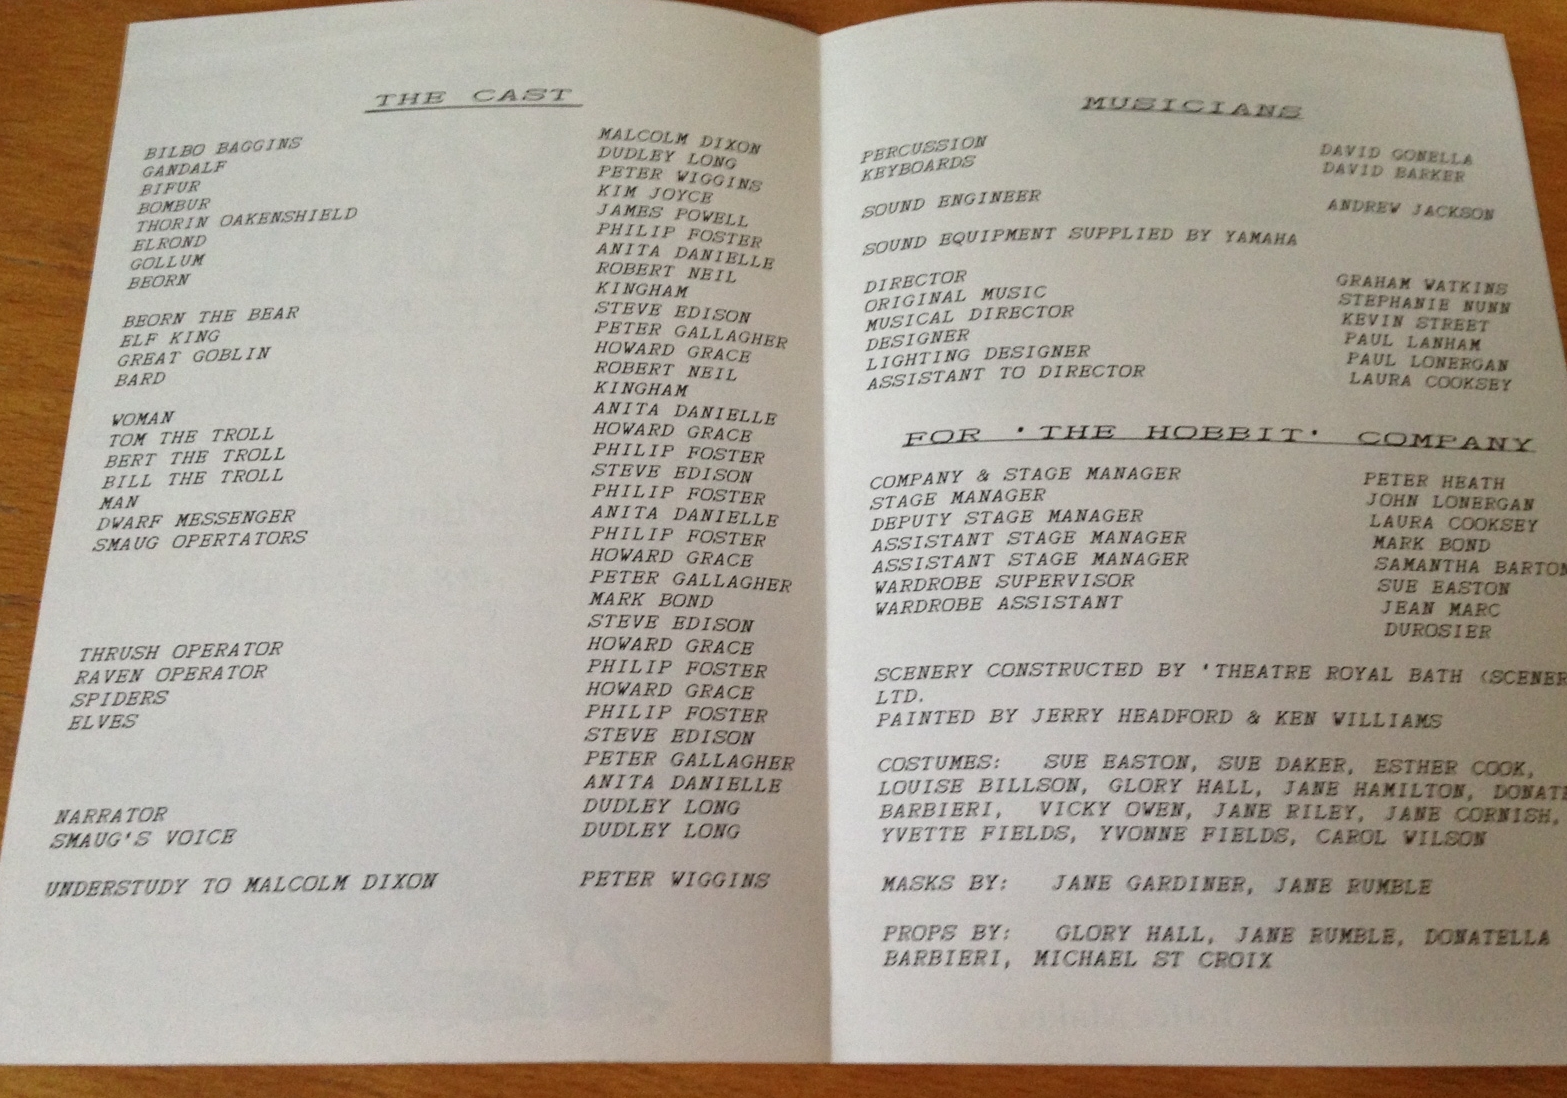 THE CAST
BILBO BAGGINS MALCOLM DIXON
GANDALF DUDLEY LONG
BIFUR PETER WIGGINS
BOMBUR KIM JOYCE
THORIN OAKENSHIELD JAMES POWELL
ELROND PHILIP FOSTER
GOLLUM ANITA DANIELLE
BEORN ROBERT NEIL
KINGHAM
BEORN THE BEAR STEVE EDISON
ELF KING PETER GALLAGHER
GREAT GOBLIN HOWARD GRACE
BARD ROBERT NEIL
KINGHAM
WOMAN ANITA DANIELLE
TOM THE TROLL HOWARD GRACE
BERT THE TROLL PHILIP FOSTER
BILL THE TROLL STEVE EDISON
MAN PHILIP FOSTER
DWARF MESSENGER ANITA DANIELLE
SMAUG OPERTATORS PHILIP FOSTER
HOWARD GRACE
PETER GALLAGHER
MARK BOND
STEVE EDISON
THRUSH OPERATOR HOWARD GRACE
RAVEN OPERATOR PHILIP FOSTER
SPIDERS HOWARD GRACE
ELVES PHILIP FOSTER
STEVE EDISON
PETER GALLAGHER
ANITA DANIELLE
NARRATOR DUDLEY LONG
SMAUG'S VOICE DUDLEY LONG
UNDERSTUDY TO MALCOLM DIXON PETER WIGGINS
MUSICIANS
PERCUSSION DAVID GONELLA
KEYBOARDS DAVID BARKER
SOUND ENGINEER ANDREW JACKSON
SOUND EQUIPMENT SUPPLIED BY YAMAHA
DIRECTOR GRAHAM WATKINS
ORIGINAL MUSIC STEPHANIE NUNN
MUSICAL DIRECTOR KEVIN STREET
DESIGNER PAUL LANHAM
LIGHTING DESIGNER PAUL LONERGAN
ASSISTANT TO DIRECTOR LAURA COOKSEY
FOR 'THE HOBBIT' COMPANY
COMPANY & STAGE MANAGER PETER HEATH
STAGE MANAGER JOHN LONERGAN
DEPUTY STAGE MANAGER LAURA COOKSEY
ASSISTANT STAGE MANAGER MARK BOND
ASSISTANT STAGE MANAGER SAMANTHA BARTON
WARDROBE SUPERVISOR SUE EASTON
WARDROBE ASSISTANT JEAN MARC
DUROSIER
SCENERY CONSTRUCTED BY 'THEATRE ROYAL BATH (SCENER
LTD.
PAINTED BY JERRY HEADFORD & KEN WILLIAMS
COSTUMES: SUE EASTON, SUE DAKER, ESTHER COOK,
LOUISE BILLSON, GLORY HALL, JANE HAMILTON, DONATE
BARBIERI, VICKY OWEN, JANE RILEY, JANE CORNISH,
YVETTE FIELDS, YVONNE FIELDS, CAROL WILSON
MASKS BY: JANE GARDINER, JANE RUMBLE
PROPS BY: GLORY HALL, JANE RUMBLE, DONATELLA
BARBIERI, MICHAEL ST CROIX